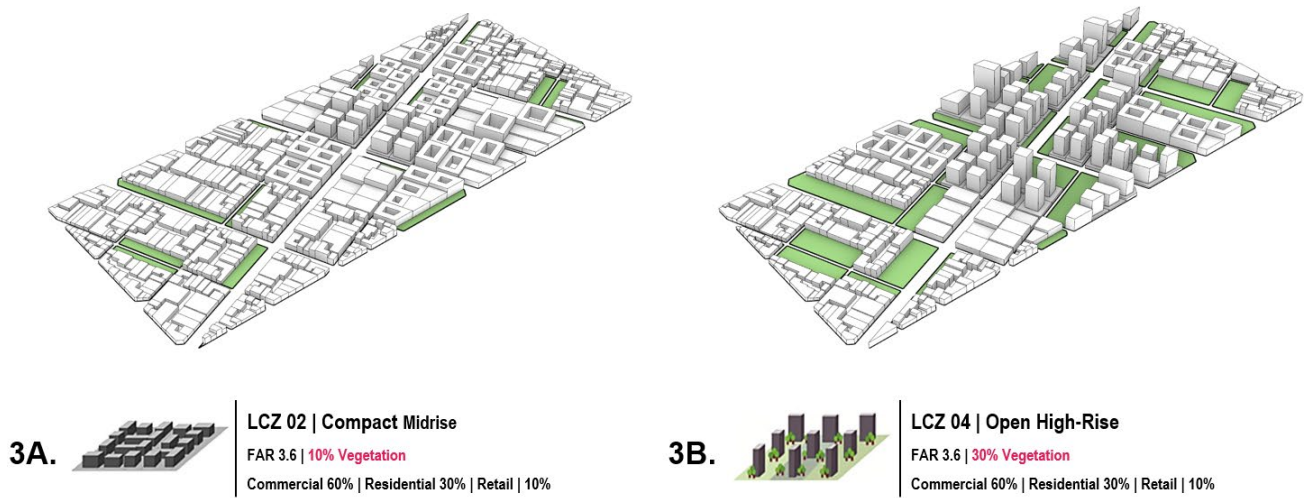 3A.
LCZ 02 | Compact Midrise
FAR 3.6 | 10% Vegetation
Commercial 60% | Residential 30% | Retail | 10%
3B.
LCZ 04 | Open High-Rise
FAR 3.6 | 30% Vegetation
Commercial 60% | Residential 30% | Retail | 10%